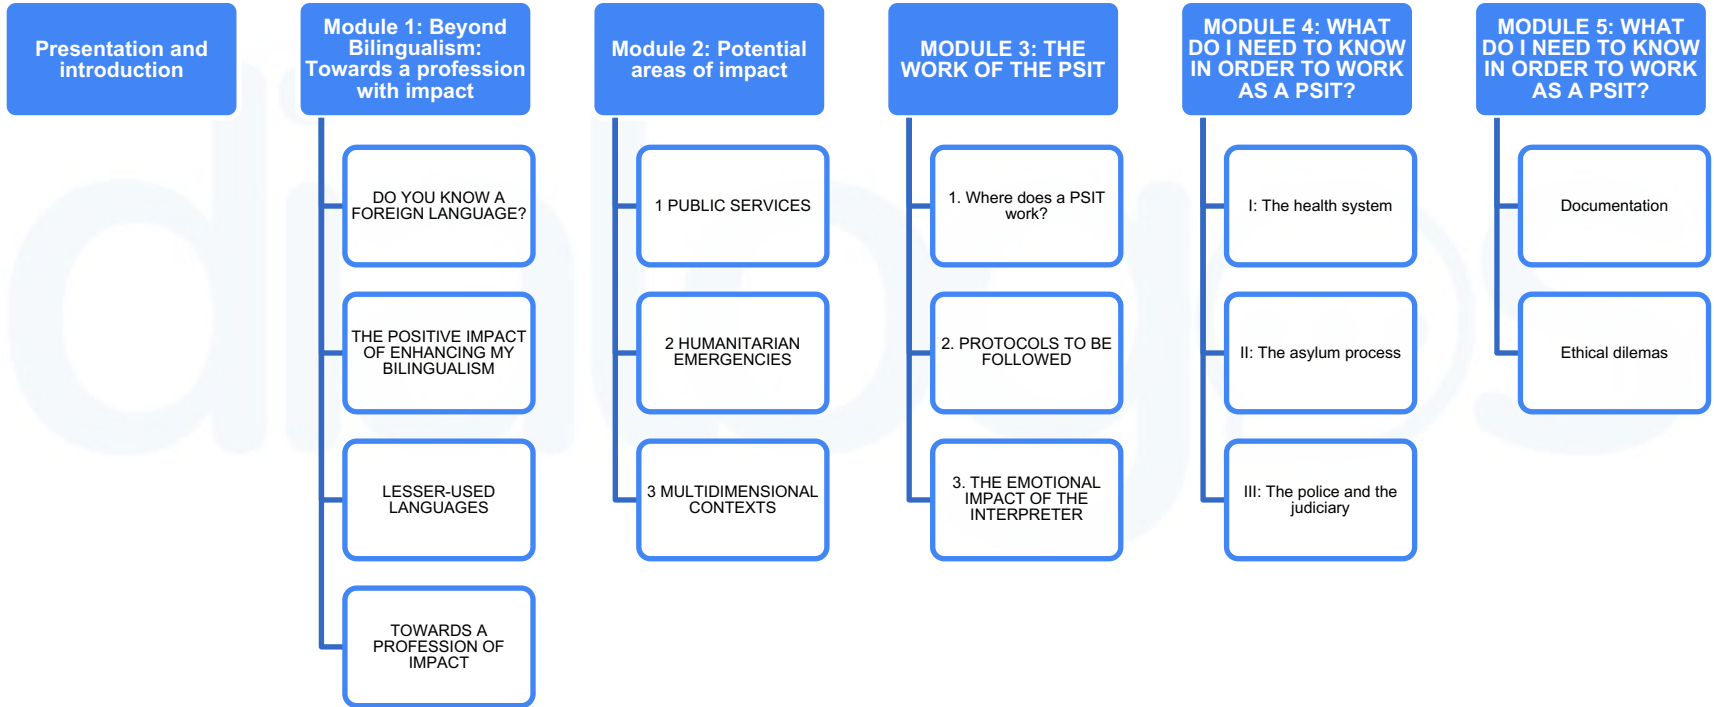 Presentation and
introduction
Module 1: Beyond
Bilingualism:
Towards a profession
with impact
DO YOU KNOW A
FOREIGN LANGUAGE?
THE POSITIVE IMPACT
OF ENHANCING MY
BILINGUALISM
LESSER-USED
LANGUAGES
TOWARDS A
PROFESSION OF
IMPACT
Module 2: Potential
areas of impact
1 PUBLIC SERVICES
2 HUMANITARIAN
EMERGENCIES
3 MULTIDIMENSIONAL
CONTEXTS
MODULE 3: THE
WORK OF THE PSIT
1. Where does a PSIT
work?
2. PROTOCOLS TO BE
FOLLOWED
3. THE EMOTIONAL
IMPACT OF THE
INTERPRETER
MODULE 4: WHAT
DO I NEED TO KNOW
IN ORDER TO WORK
AS A PSIT?
I: The health system
II: The asylum process
III: The police and the
judiciary
MODULE 5: WHAT
DO I NEED TO KNOW
IN ORDER TO WORK
AS A PSIT?
Documentation
Ethical dilemas
dialogos